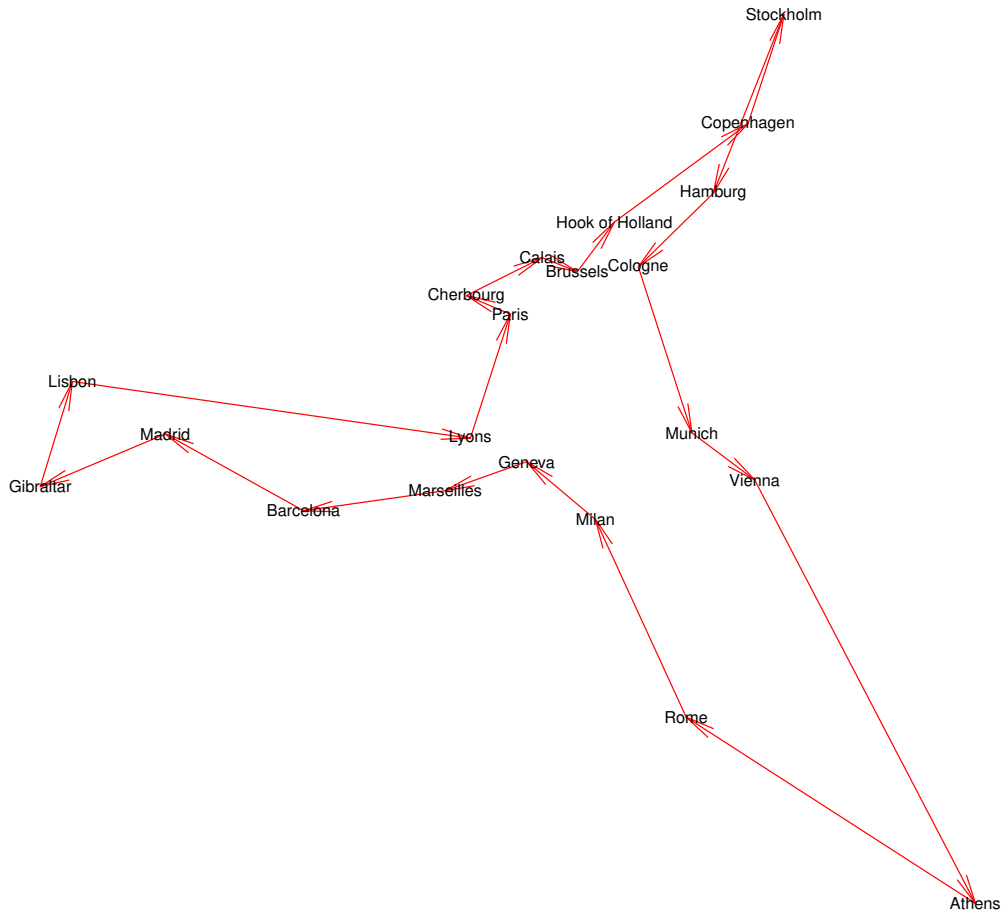 Stockholm
Copenhagen
Hamburg
Hook of Holland
Calais
Cologne
Brussels
Cherbourg
Paris
Lisbon
Madrid
Lyons
Munich
Geneva
Vienna
Gibraltar
Marseilles
Barcelona
Milan
Rome
Athens